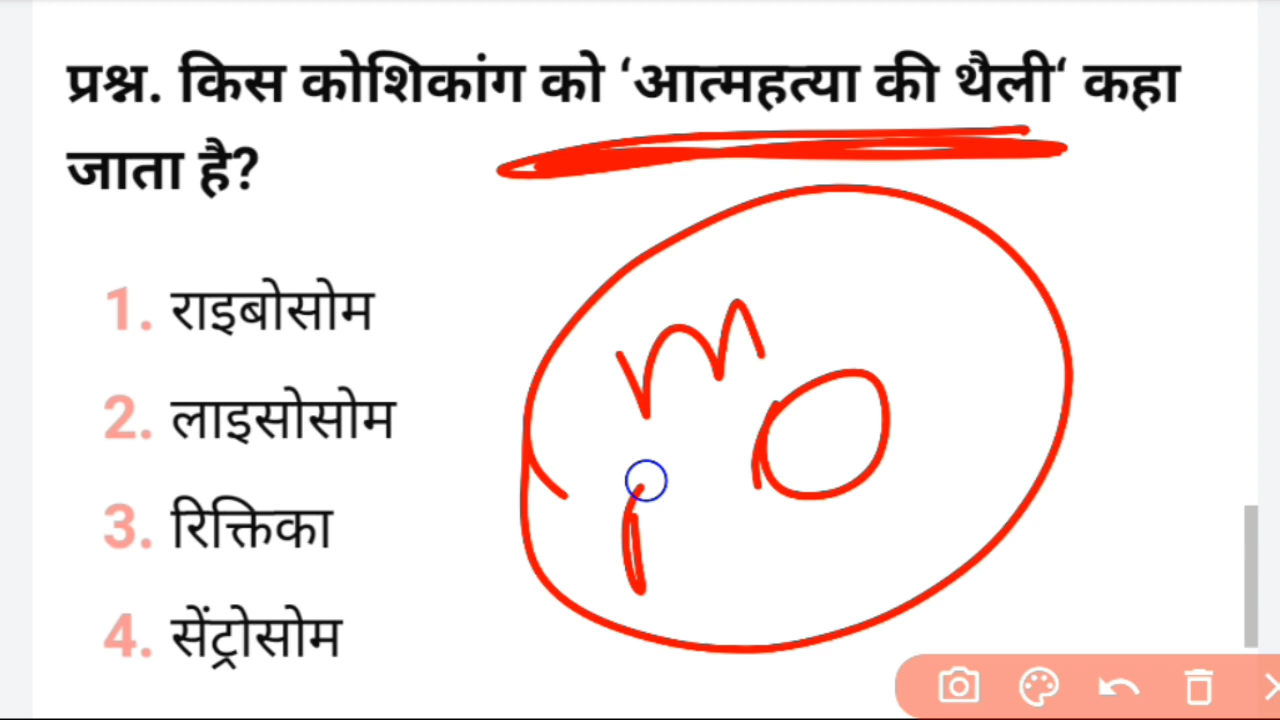 प्रश्न. किस कोशिकांग को ‘आत्महत्या की थैली‘ कहा
जाता है?
1. राइबोसोम
2. लाइसोसोम
3. रिक्तिका
4. सेंट्रोसोम